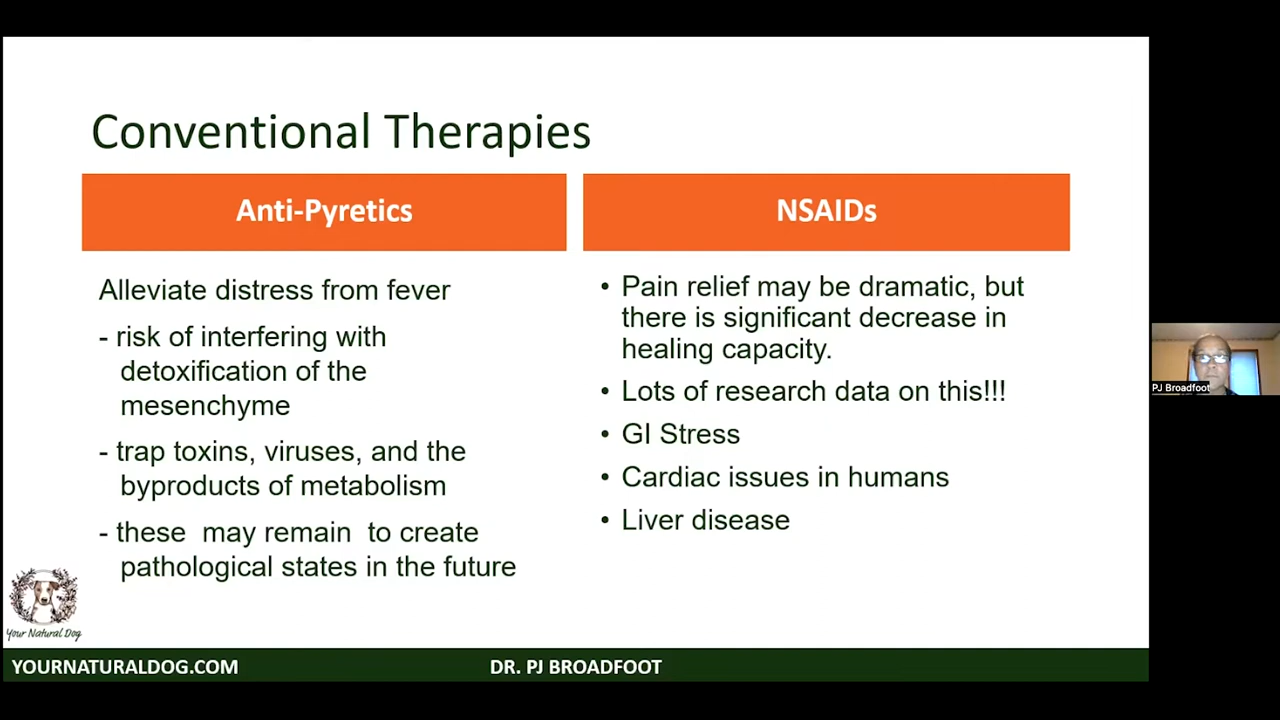 Conventional Therapies
Anti-Pyretics
Alleviate distress from fever
- risk of interfering with
detoxification of the
mesenchyme
- trap toxins, viruses, and the
byproducts of metabolism
- these may remain to create
pathological states in the future
NSAIDs
• Pain relief may be dramatic, but
there is significant decrease in
healing capacity.
• Lots of research data on this!!!
• GI Stress
• Cardiac issues in humans
• Liver disease
PJ Broadfoot
Your Natural Dog
YOURNATURALDOG.COM
DR. PJ BROADFOOT